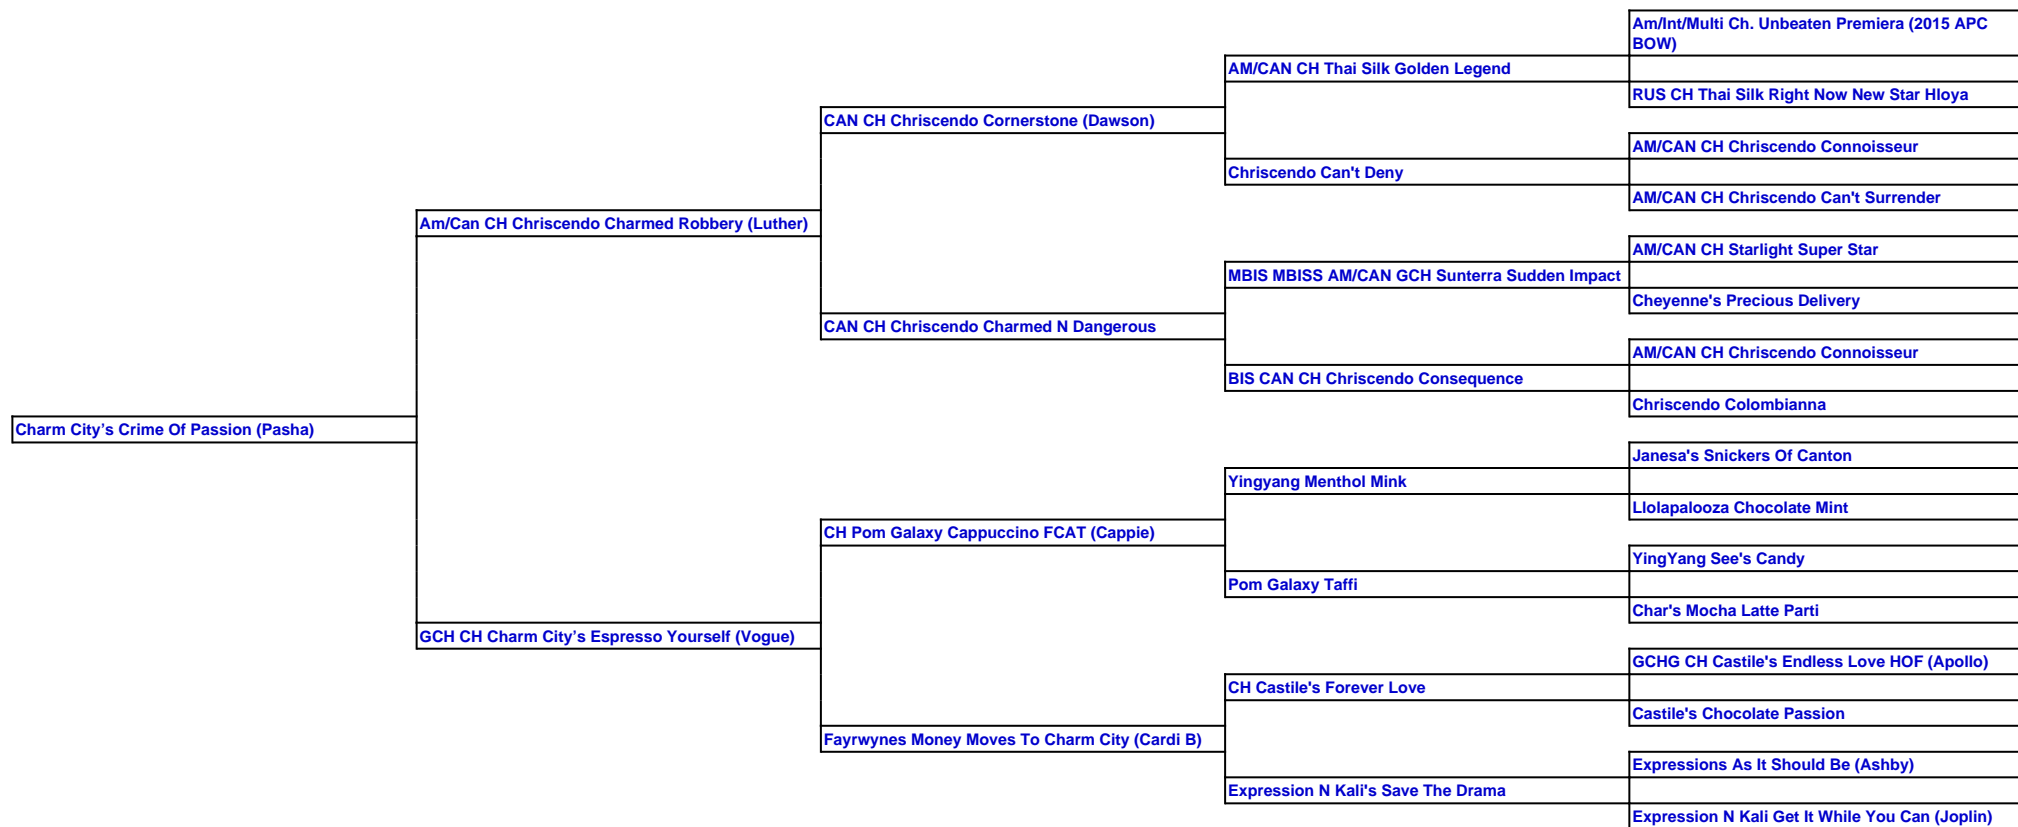 Am/Int/Multi Ch. Unbeaten Premiera (2015 APC
BOW)
AM/CAN CH Thai Silk Golden Legend
RUS CH Thai Silk Right Now New Star Hloya
CAN CH Chriscendo Cornerstone (Dawson)
AM/CAN CH Chriscendo Connoisseur
Chriscendo Can't Deny
AM/CAN CH Chriscendo Can't Surrender
Am/Can CH Chriscendo Charmed Robbery (Luther)
AM/CAN CH Starlight Super Star
MBIS MBISS AM/CAN GCH Sunterra Sudden Impact
Cheyenne's Precious Delivery
CAN CH Chriscendo Charmed N Dangerous
AM/CAN CH Chriscendo Connoisseur
BIS CAN CH Chriscendo Consequence
Chriscendo Colombianna
Charm City’s Crime Of Passion (Pasha)
Janesa's Snickers Of Canton
Yingyang Menthol Mink
Llolapalooza Chocolate Mint
CH Pom Galaxy Cappuccino FCAT (Cappie)
YingYang See's Candy
Pom Galaxy Taffi
Char's Mocha Latte Parti
GCH CH Charm City’s Espresso Yourself (Vogue)
GCHG CH Castile's Endless Love HOF (Apollo)
CH Castile's Forever Love
Castile's Chocolate Passion
Fayrwynes Money Moves To Charm City (Cardi B)
Expressions As It Should Be (Ashby)
Expression N Kali's Save The Drama
Expression N Kali Get It While You Can (Joplin)